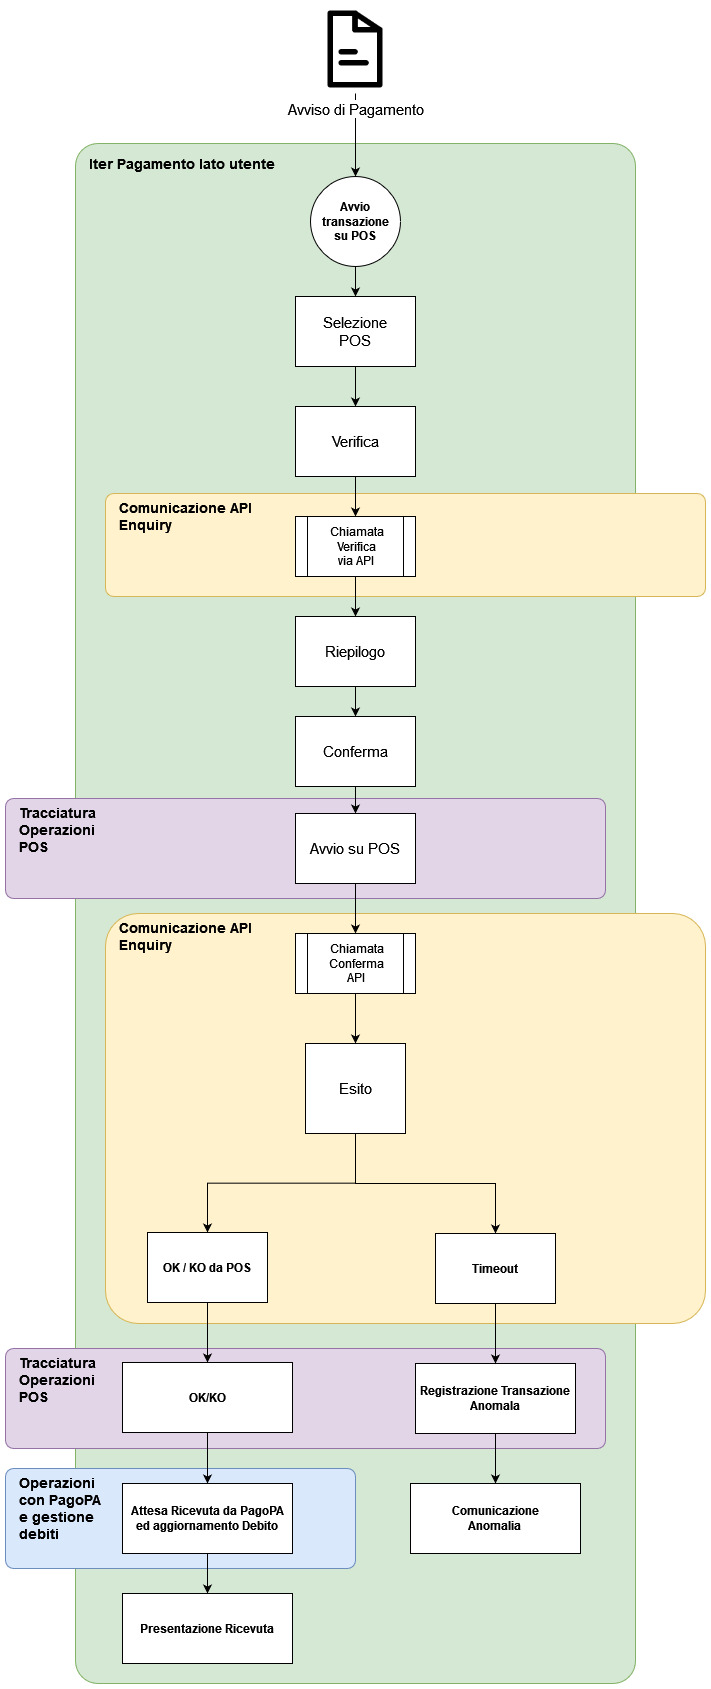 Avviso di Pagamento
Iter Pagamento lato utente
Avvio
transazione
su POS
Selezione
POS
Verifica
Comunicazione API
Enquiry
Chiamata
Verifica
via API
Riepilogo
Conferma
Tracciatura
Operazioni
POS
Avvio su POS
Comunicazione API
Enquiry
Chiamata
Conferma
API
Esito
OK / KO da POS
Timeout
Tracciatura
Operazioni
POS
OK/KO
Registrazione Transazione
Anomala
Operazioni
con PagoPA
e gestione
debiti
Attesa Ricevuta da PagoPA
ed aggiornamento Debito
Comunicazione
Anomalia
Presentazione Ricevuta